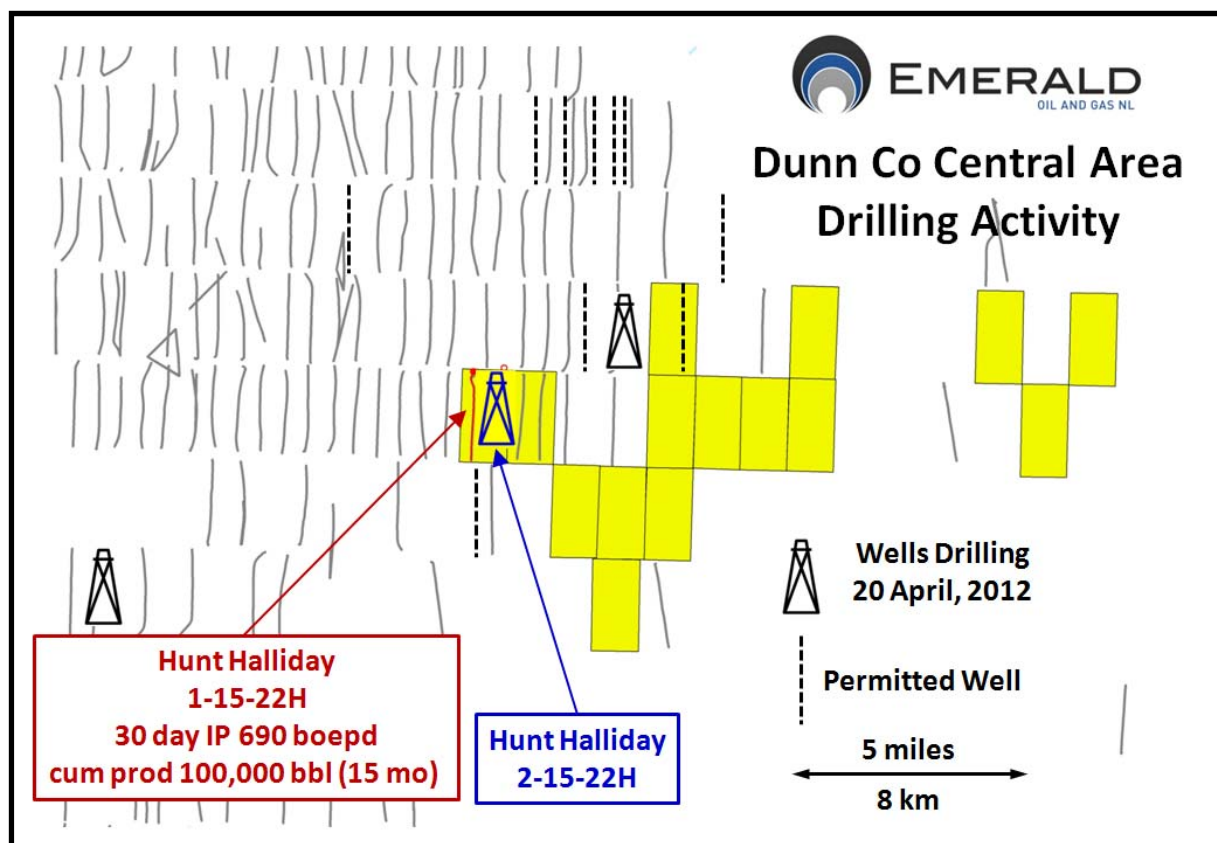 EMERALD
OIL AND GAS NL
Dunn Co Central Area
Drilling Activity
Wells Drilling
20 April, 2012
Permitted Well
5 miles
8 km
Hunt Halliday
1-15-22H
30 day IP 690 boepd
cum prod 100,000 bbl (15 mo)
Hunt Halliday
2-15-22H